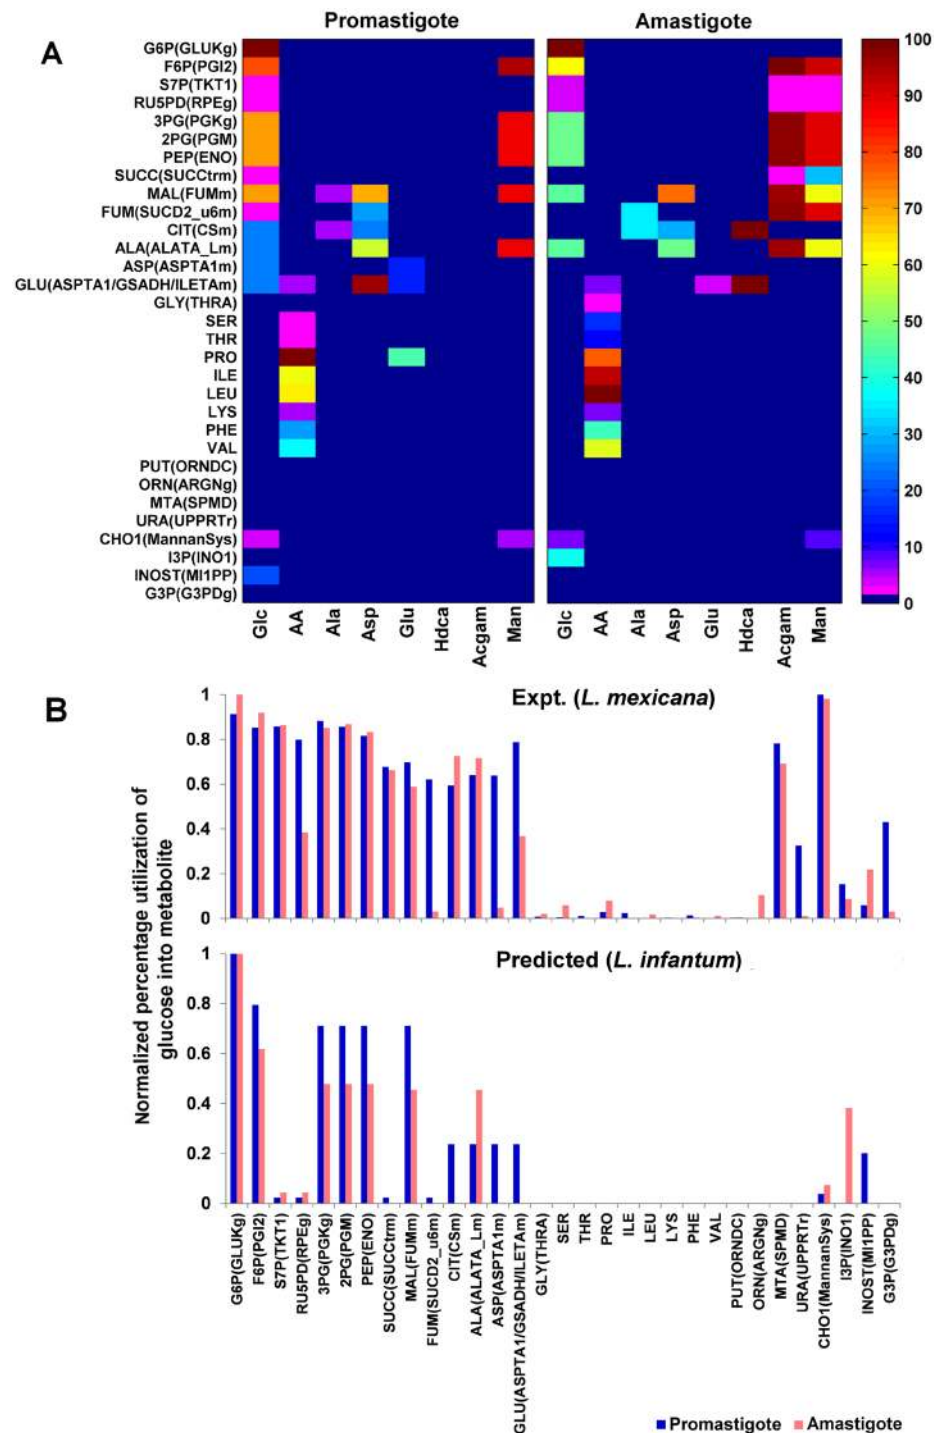 A
Promastigote
Amastigote
G6P(GLUKg)
F6P(PGI2)
S7P(TKT1)
RU5PD(RPEg)
3PG(PGKg)
2PG(PGM)
PEP(ENO)
SUCC(SUCCtrm)
MAL(FUMm)
FUM(SUCD2_u6m)
CIT(CSm)
ALA(ALATA_Lm)
ASP(ASPTA1m)
GLU(ASPTA1/GSADH/ILETAm)
GLY(THRA)
SER
THR
PRO
ILE
LEU
LYS
PHE
VAL
PUT(ORNDC)
ORN(ARGNg)
MTA(SPMD)
URA(UPPRTr)
CHO1(MannanSys)
I3P(INO1)
INOST(MI1PP)
G3P(G3PDg)
100
90
80
70
60
50
40
30
20
10
0
Glc
AA
Ala
Asp
Glu
Hdca
Acgam
Man
Glc
AA
Ala
Asp
Glu
Hdca
Acgam
Man
B
Expt. (L. mexicana)
1
0.8
0.6
0.4
0.2
0
Normalized percentage utilization of
glucose into metabolite
Predicted (L. infantum)
1
0.8
0.6
0.4
0.2
0
G6P(GLUKg)
F6P(PGI2)
S7P(TKT1)
RU5PD(RPEg)
3PG(PGKg)
2PG(PGM)
PEP(ENO)
SUCC(SUCCtrm)
MAL(FUMm)
FUM(SUCD2_u6m)
CIT(CSm)
ALA(ALATA_Lm)
ASP(ASPTA1m)
GLU(ASPTA1/GSADH/ILETAm)
GLY(THRA)
SER
THR
PRO
ILE
LEU
LYS
PHE
VAL
PUT(ORNDC)
ORN(ARGNg)
MTA(SPMD)
URA(UPPRTr)
CHO1(MannanSys)
I3P(INO1)
INOST(MI1PP)
G3P(G3PDg)
Promastigote
Amastigote